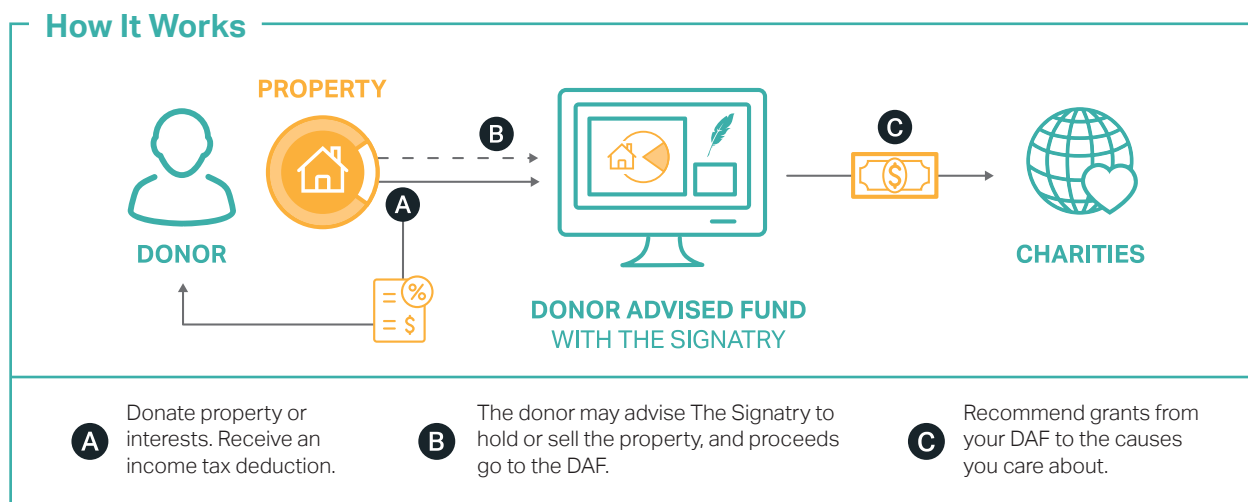 How It Works
PROPERTY
B
C
A
$
DONOR
CHARITIES
%
$
DONOR ADVISED FUND
WITH THE SIGNATRY
A
Donate property or
interests. Receive an
income tax deduction.
B
The donor may advise The Signatry to
hold or sell the property, and proceeds
go to the DAF.
C
Recommend grants from
your DAF to the causes
you care about.